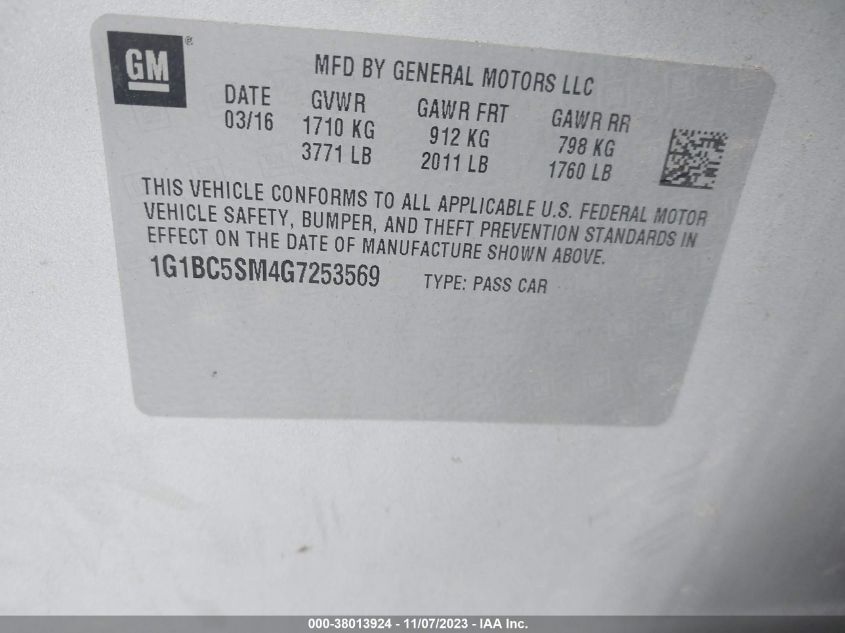 GM®
MFD BY GENERAL MOTORS LLC
DATE GVWR GAWR FRT GAWR RR
03/16 1710 KG 912 KG 798 KG
3771 LB 2011 LB 1760 LB
THIS VEHICLE CONFORMS TO ALL APPLICABLE U.S. FEDERAL MOTOR
VEHICLE SAFETY, BUMPER, AND THEFT PREVENTION STANDARDS IN
EFFECT ON THE DATE OF MANUFACTURE SHOWN ABOVE.
1G1BC5SM4G7253569 TYPE: PASS CAR
000-38013924 - 11/07/2023 - IAA Inc.